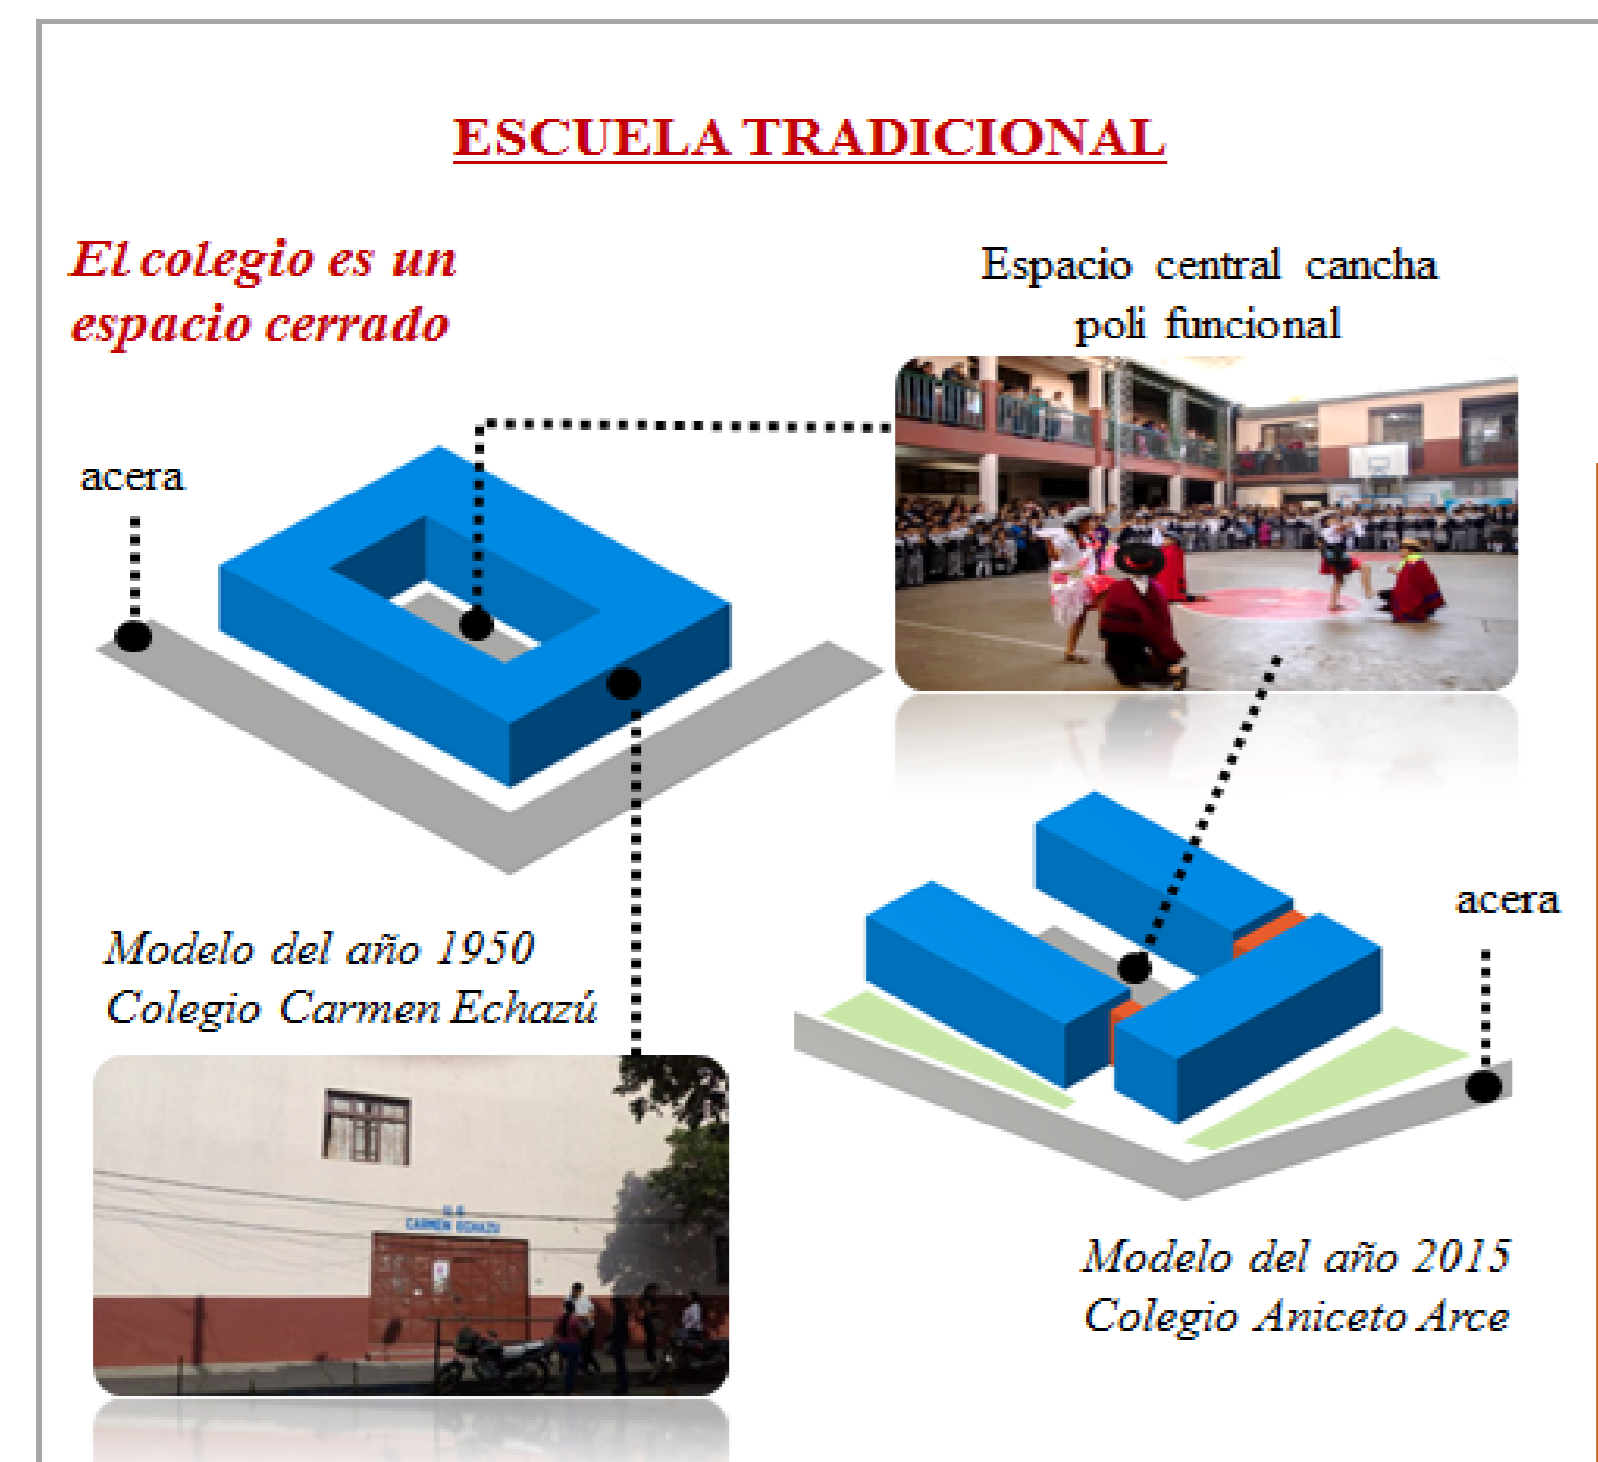 ESCUELA TRADICIONAL
El colegio es un
espacio cerrado
Espacio central cancha
poli funcional
acera
acera
Modelo del año 1950
Colegio Carmen Echazú
U E
CARMEN ECHAZU
Modelo del año 2015
Colegio Aniceto Arce